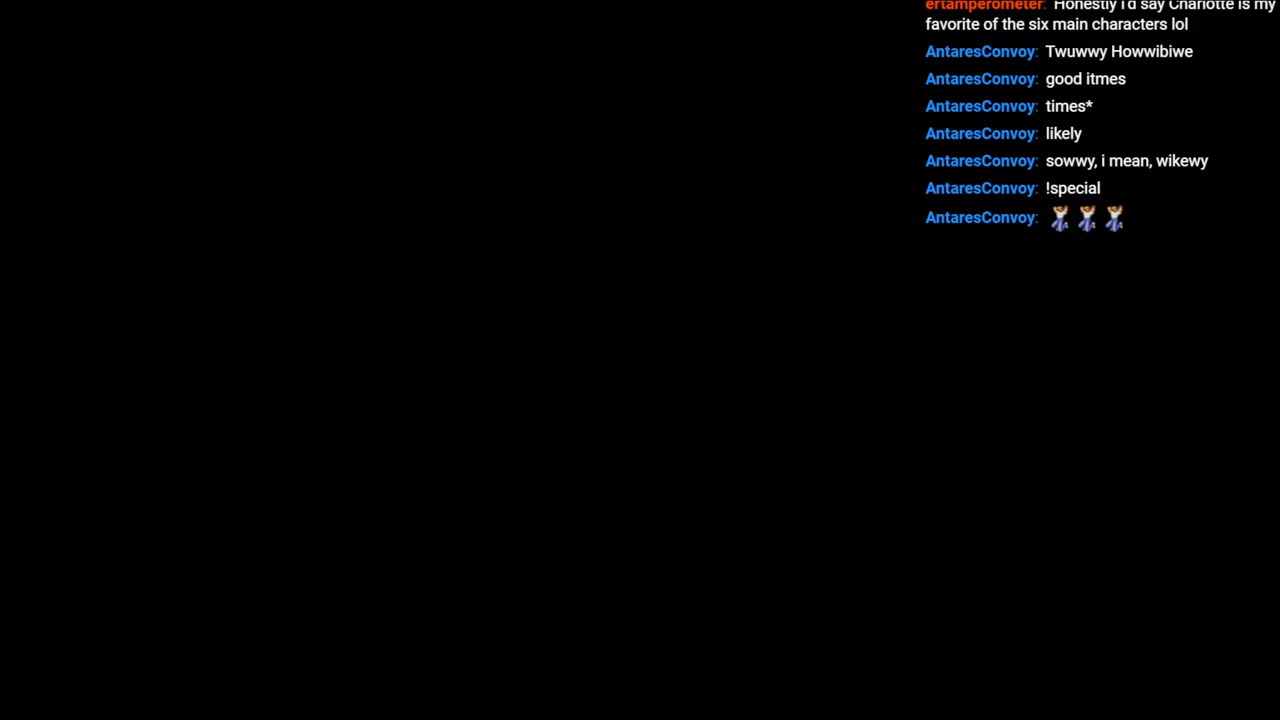 ertamperometer: Honestly i'd say Charlotte is my
favorite of the six main characters lol
AntaresConvoy: Twuwwy Howwibiwe
AntaresConvoy: good itmes
AntaresConvoy: times*
AntaresConvoy: likely
AntaresConvoy: sowwy, i mean, wikewy
AntaresConvoy: !special
AntaresConvoy: